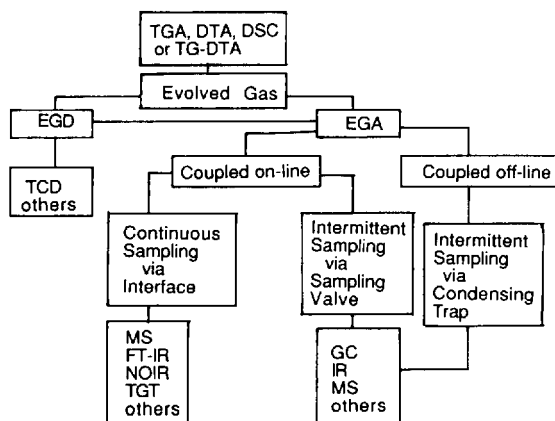 TGA, DTA, DSC
or TG-DTA
Evolved Gas
EGD
EGA
TCD
others
Coupled on-line
Coupled off-line
Continuous
Sampling
via
Interface
Intermittent
Sampling
via
Sampling
Valve
Intermittent
Sampling
via
Condensing
Trap
MS
FT-IR
NOIR
TGT
others
GC
IR
MS
others